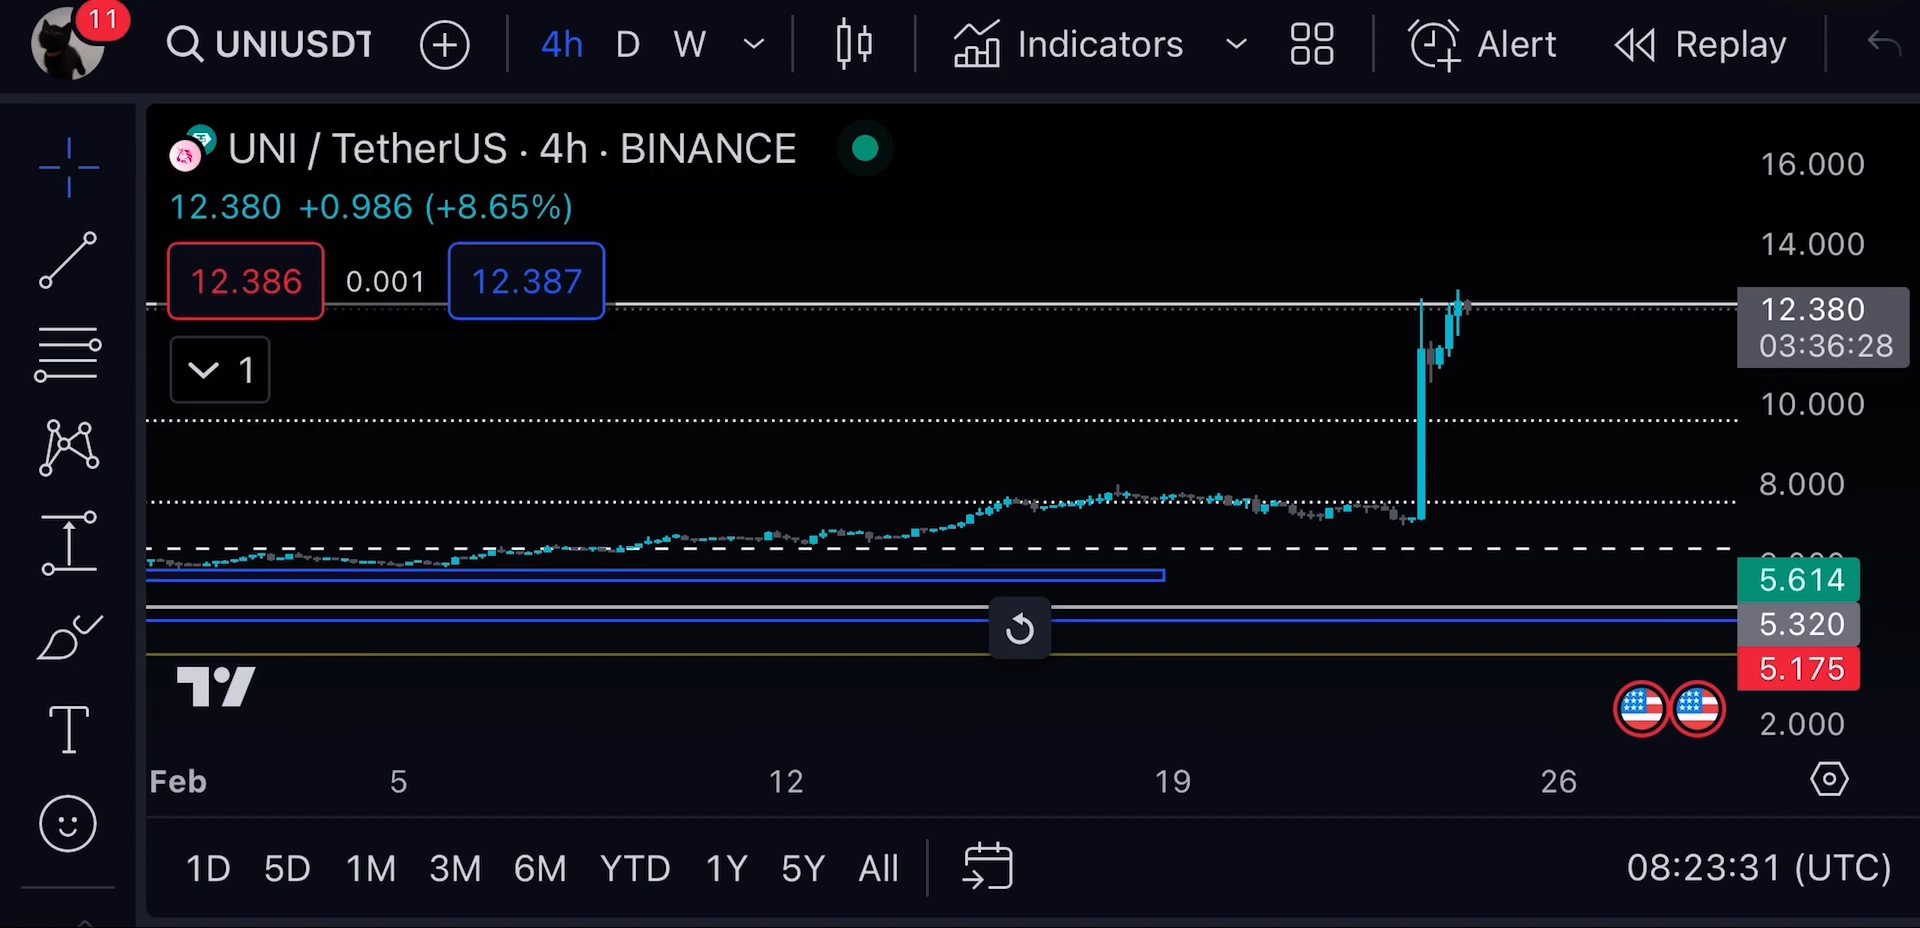 11
UNIUSDT
4h D W
Indicators
Alert
Replay
UNI / TetherUS · 4h · BINANCE
12.380 +0.986 (+8.65%)
12.386 0.001 12.387
1
16.000
14.000
12.380
03:36:28
10.000
8.000
5.614
5.320
5.175
2.000
Feb 5 12 19 26
1D 5D 1M 3M 6M YTD 1Y 5Y All
08:23:31 (UTC)